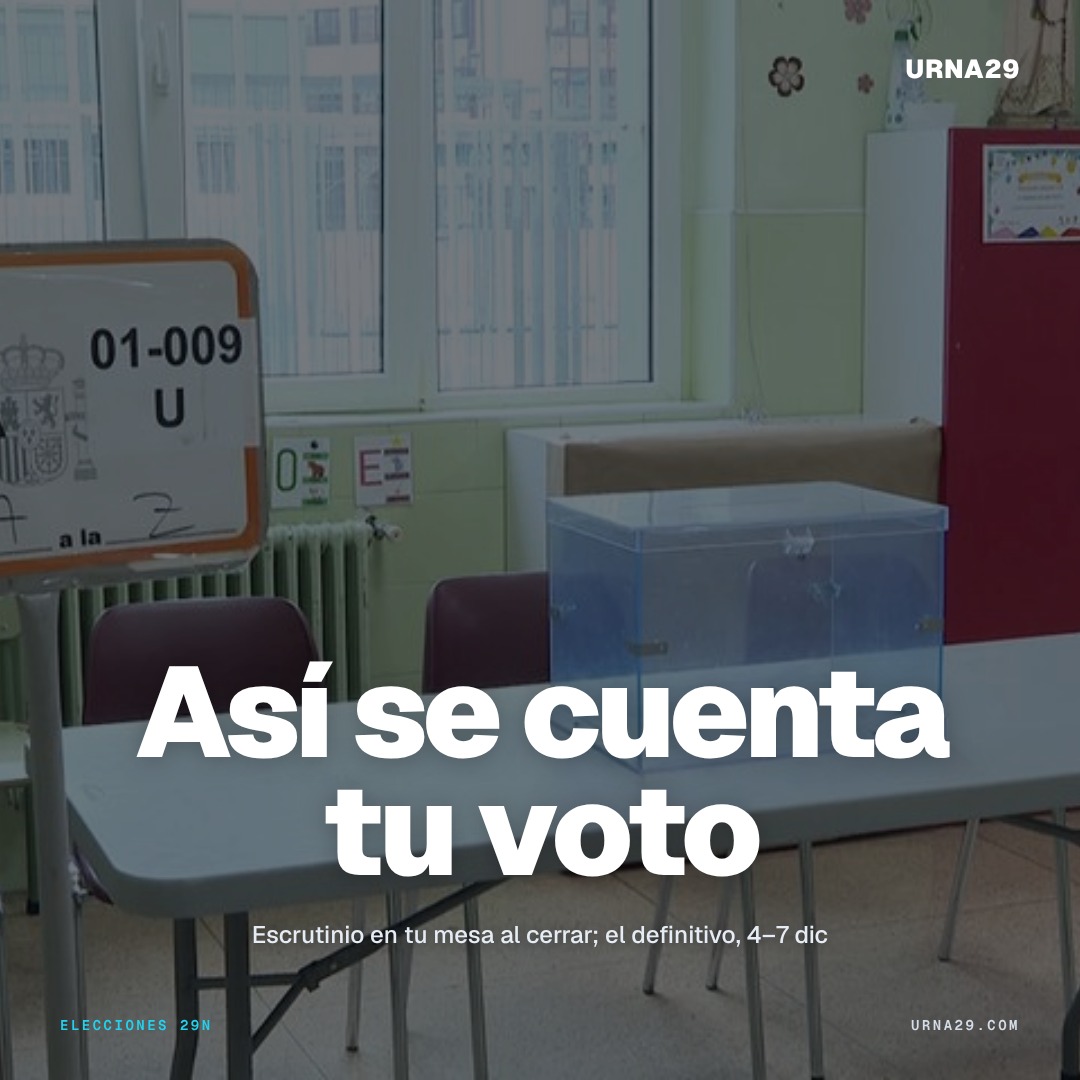 URNA29
01-009
U
O
E
a la Z
Así se cuenta
tu voto
Escrutinio en tu mesa al cerrar; el definitivo, 4–7 dic
ELECCIONES 29N
URNA29.COM